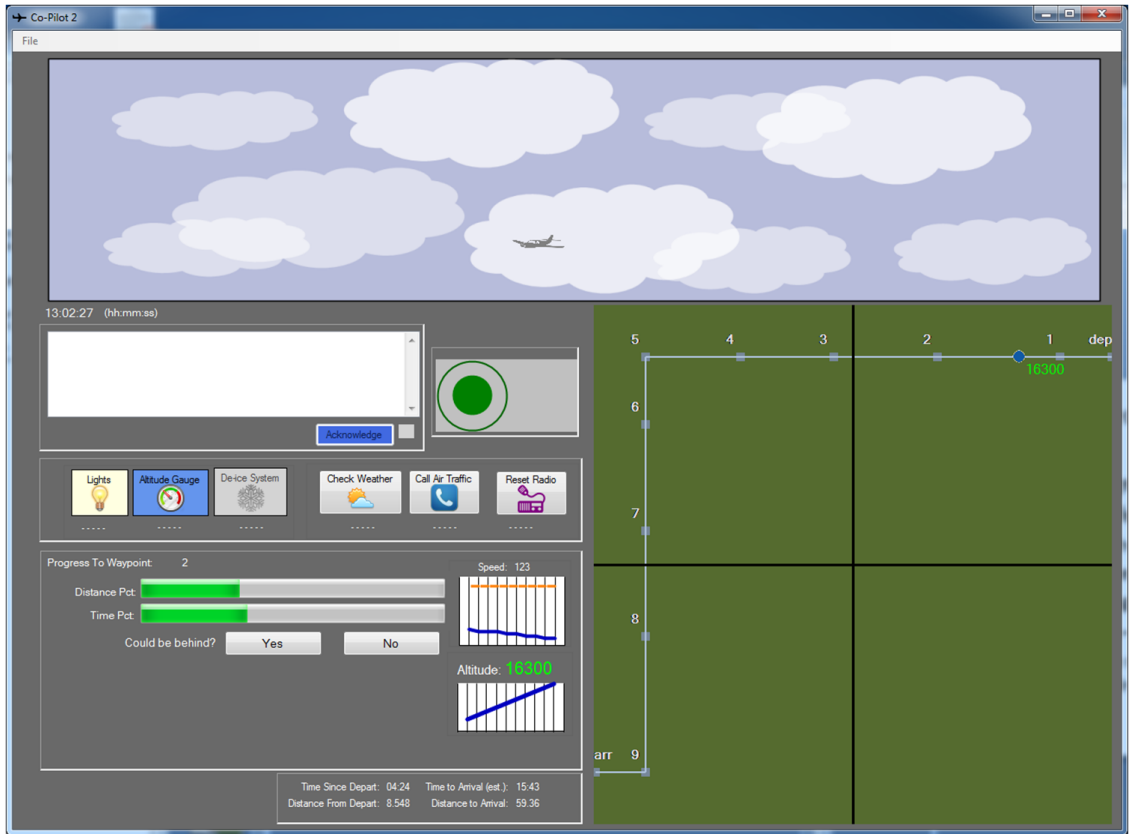 Co-Pilot 2
File
13:02:27 (hh:mm:ss)
Acknowledge
Lights
Altitude Gauge
De-ice System
Check Weather
Call Air Traffic
Reset Radio
- - - - -
- - - - -
- - - - -
- - - - -
- - - - -
- - - - -
Progress To Waypoint: 2
Distance Pct:
Time Pct:
Could be behind?
Yes
No
Speed: 123
Altitude: 16300
Time Since Depart: 04:24 Time to Arrival (est.): 15:43
Distance From Depart: 8.548 Distance to Arrival: 59.36
5 4 3 2 1 dep
16300
6
7
8
arr 9